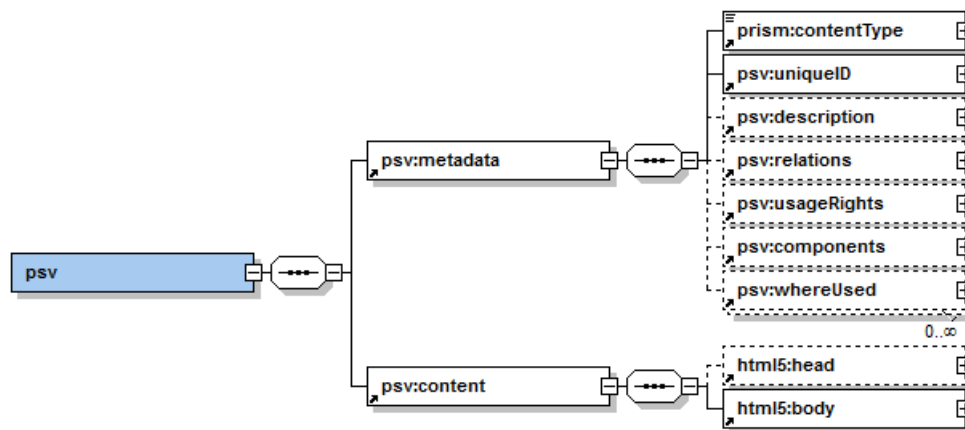 prism:contentType
psv:uniqueID
psv:description
psv:metadata
psv:relations
psv:usageRights
psv:components
psv
psv:whereUsed
0..∞
html5:head
psv:content
html5:body